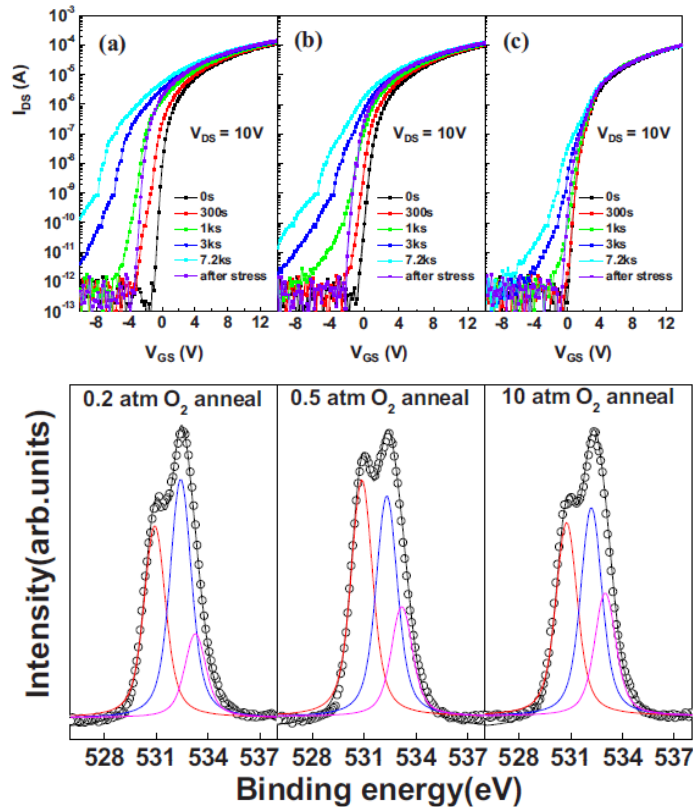 (a)
(b)
(c)
I_DS (A)
10^-4
10^-5
10^-6
10^-7
10^-8
10^-9
10^-10
10^-11
10^-12
10^-13
V_DS = 10V
V_DS = 10V
V_DS = 10V
0s
300s
1ks
3ks
7.2ks
after stress
0s
300s
1ks
3ks
7.2ks
after stress
0s
300s
1ks
3ks
7.2ks
after stress
-8 -4 0 4 8 12
-8 -4 0 4 8 12
-8 -4 0 4 8 12
V_GS (V)
V_GS (V)
V_GS (V)
0.2 atm O_2 anneal
0.5 atm O_2 anneal
10 atm O_2 anneal
Intensity(arb.units)
528 531 534 537
528 531 534 537
528 531 534 537
Binding energy(eV)